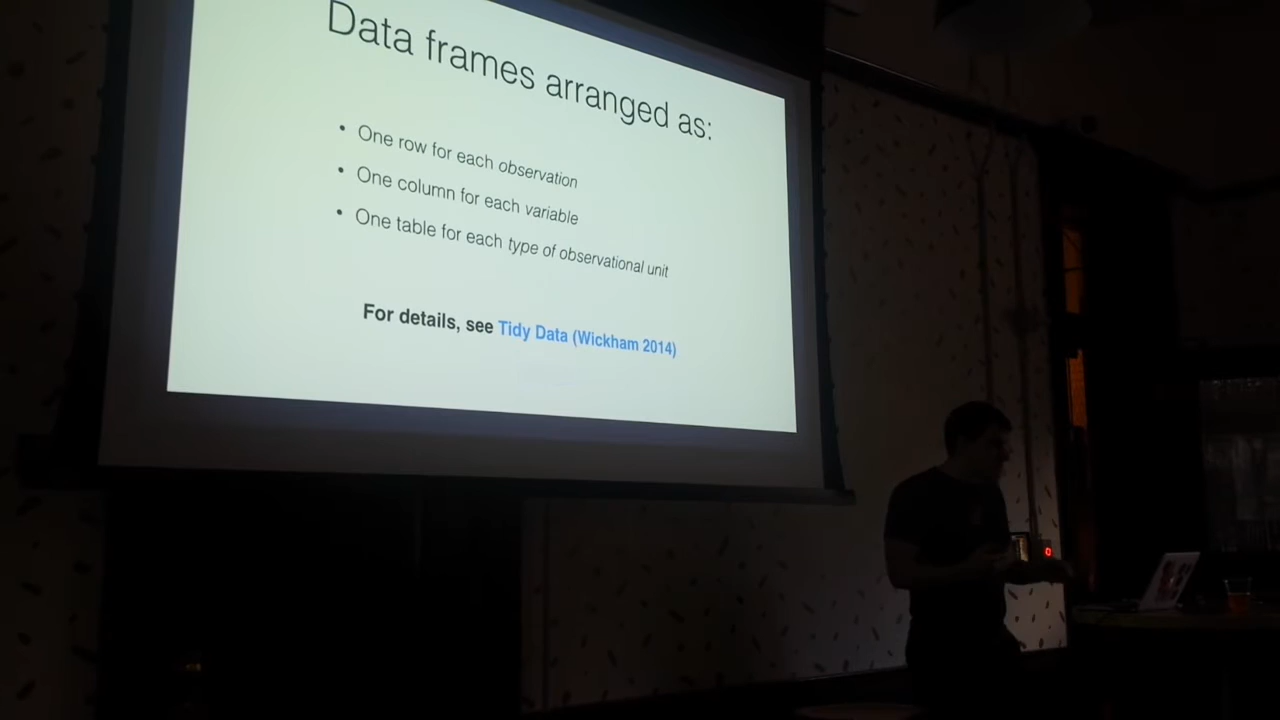 Data frames arranged as:
• One row for each observation
• One column for each variable
• One table for each type of observational unit
For details, see Tidy Data (Wickham 2014)